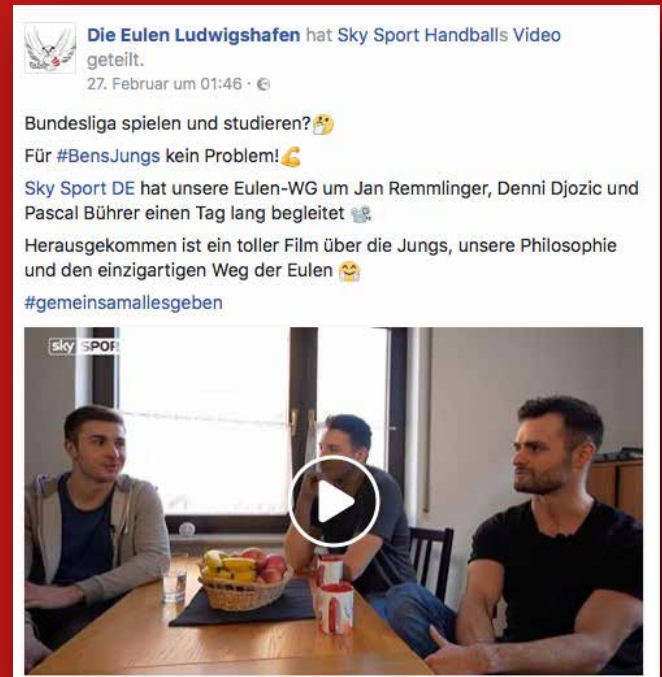 Die Eulen Ludwigshafen hat Sky Sport Handballs Video
geteilt.
27. Februar um 01:46 ·
Bundesliga spielen und studieren?🤔
Für #BensJungs kein Problem!💪
Sky Sport DE hat unsere Eulen-WG um Jan Remmlinger, Denni Djozic und
Pascal Bührer einen Tag lang begleitet 📽
Herausgekommen ist ein toller Film über die Jungs, unsere Philosophie
und den einzigartigen Weg der Eulen 🤗
#gemeinsamallesgeben
sky SPOR